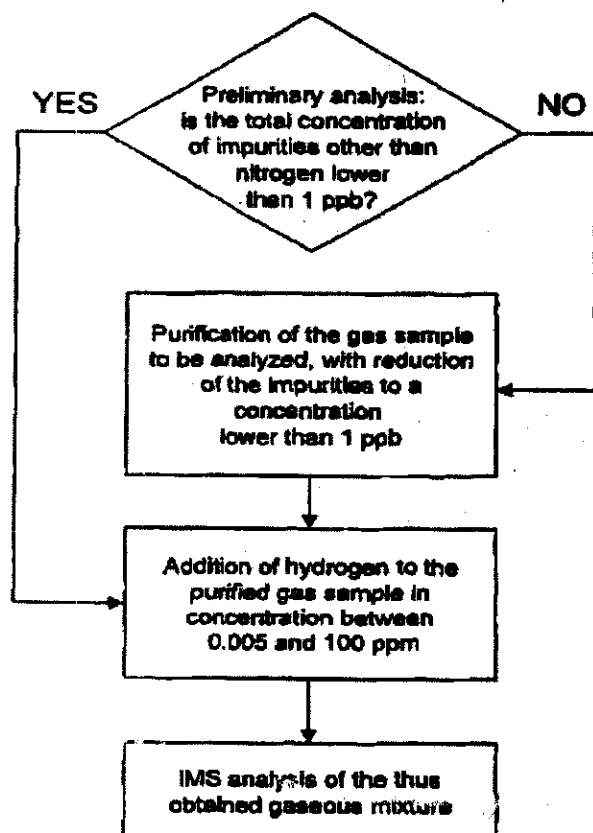 Preliminary analysis:
YES
is the total concentration
NO
of impurities other than
nitrogen lower
than 1 ppb?
Purification of the gas sample
to be analyzed, with reduction
of the impurities to a
concentration
lower than 1 ppb
Addition of hydrogen to the
purified gas sample in
concentration between
0.005 and 100 ppm
IMS analysis of the thus
obtained gaseous mixture